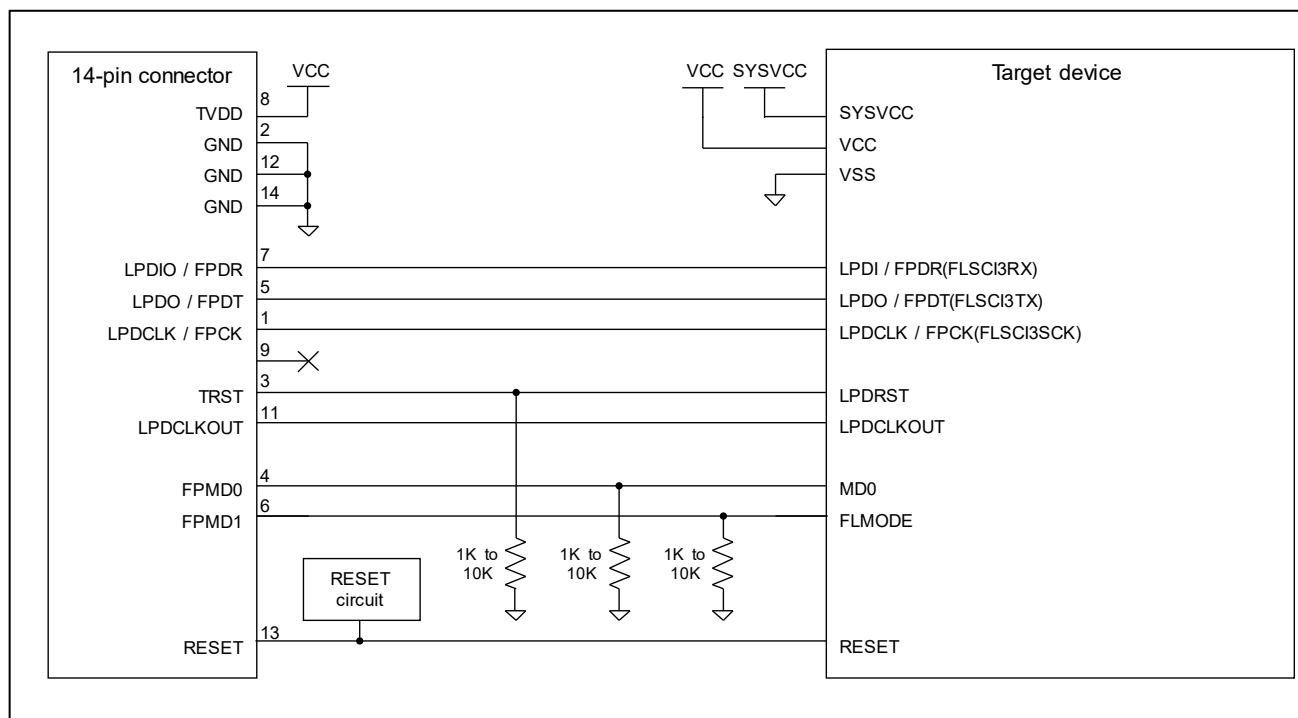 14-pin connector
VCC
VCC
SYSVCC
Target device
8
TVDD
SYSVCC
2
GND
VCC
12
GND
VSS
14
GND
7
LPDIO / FPDR
LPDI / FPDR(FLSCI3RX)
5
LPDO / FPDT
LPDO / FPDT(FLSCI3TX)
1
LPDCLK / FPCK
LPDCLK / FPCK(FLSCI3SCK)
9
3
TRST
LPDRST
11
LPDCLKOUT
LPDCLKOUT
4
FPMD0
MD0
6
FPMD1
FLMODE
1K to
10K
1K to
10K
1K to
10K
RESET
circuit
13
RESET
RESET